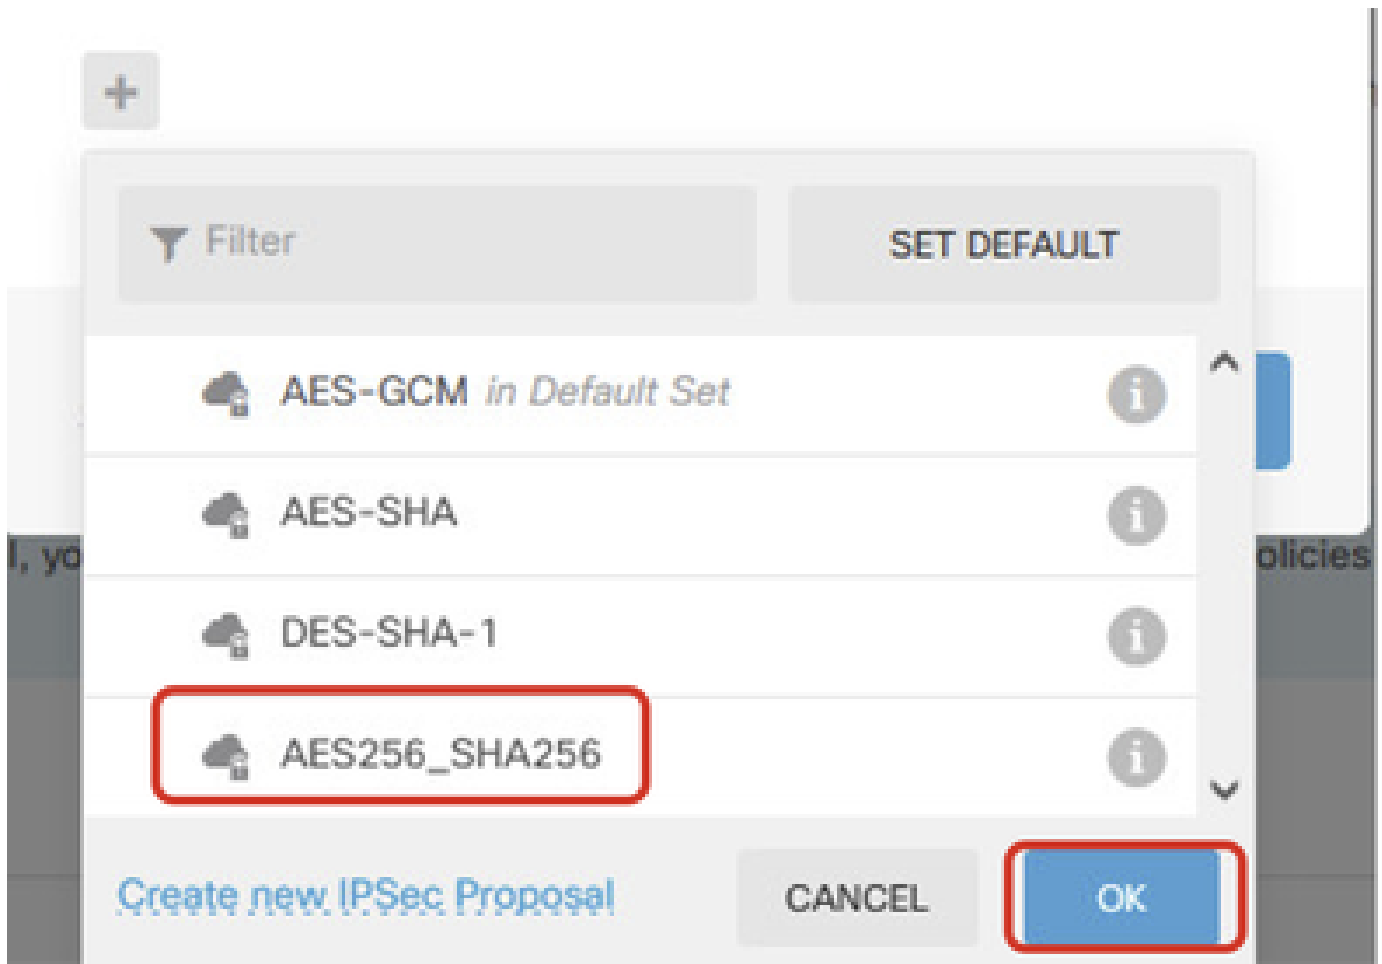 +
Filter
SET DEFAULT
AES-GCM in Default Set
AES-SHA
DES-SHA-1
AES256_SHA256
Create new IPSec Proposal
CANCEL
OK